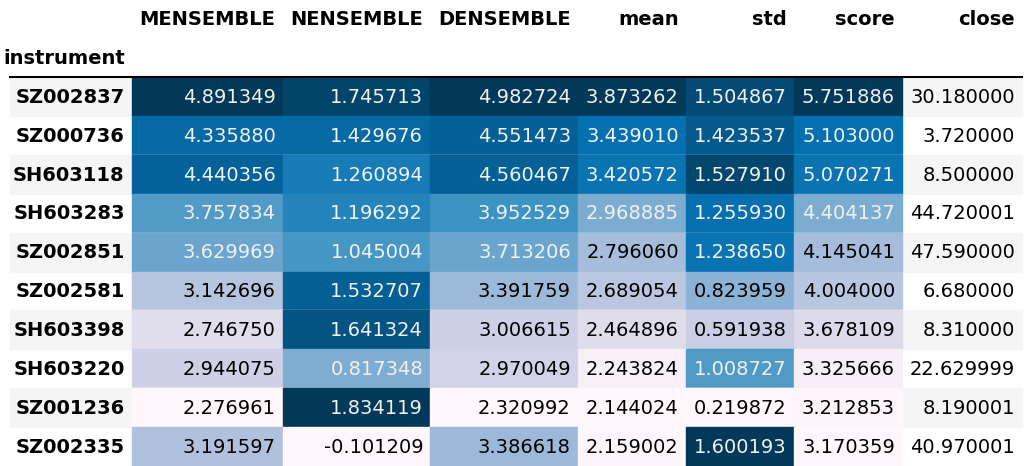 MENSEMBLE NENSEMBLE DENSEMBLE mean std score close
instrument
SZ002837 4.891349 1.745713 4.982724 3.873262 1.504867 5.751886 30.180000
SZ000736 4.335880 1.429676 4.551473 3.439010 1.423537 5.103000 3.720000
SH603118 4.440356 1.260894 4.560467 3.420572 1.527910 5.070271 8.500000
SH603283 3.757834 1.196292 3.952529 2.968885 1.255930 4.404137 44.720001
SZ002851 3.629969 1.045004 3.713206 2.796060 1.238650 4.145041 47.590000
SZ002581 3.142696 1.532707 3.391759 2.689054 0.823959 4.004000 6.680000
SH603398 2.746750 1.641324 3.006615 2.464896 0.591938 3.678109 8.310000
SH603220 2.944075 0.817348 2.970049 2.243824 1.008727 3.325666 22.629999
SZ001236 2.276961 1.834119 2.320992 2.144024 0.219872 3.212853 8.190001
SZ002335 3.191597 -0.101209 3.386618 2.159002 1.600193 3.170359 40.970001